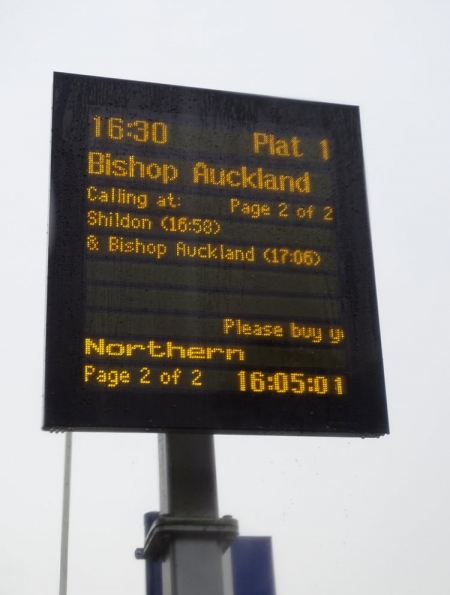 16:30 Plat 1
Bishop Auckland
Calling at: Page 2 of 2
Shildon (16:58)
& Bishop Auckland (17:06)
Please buy y
Northern
Page 2 of 2 16:05:01